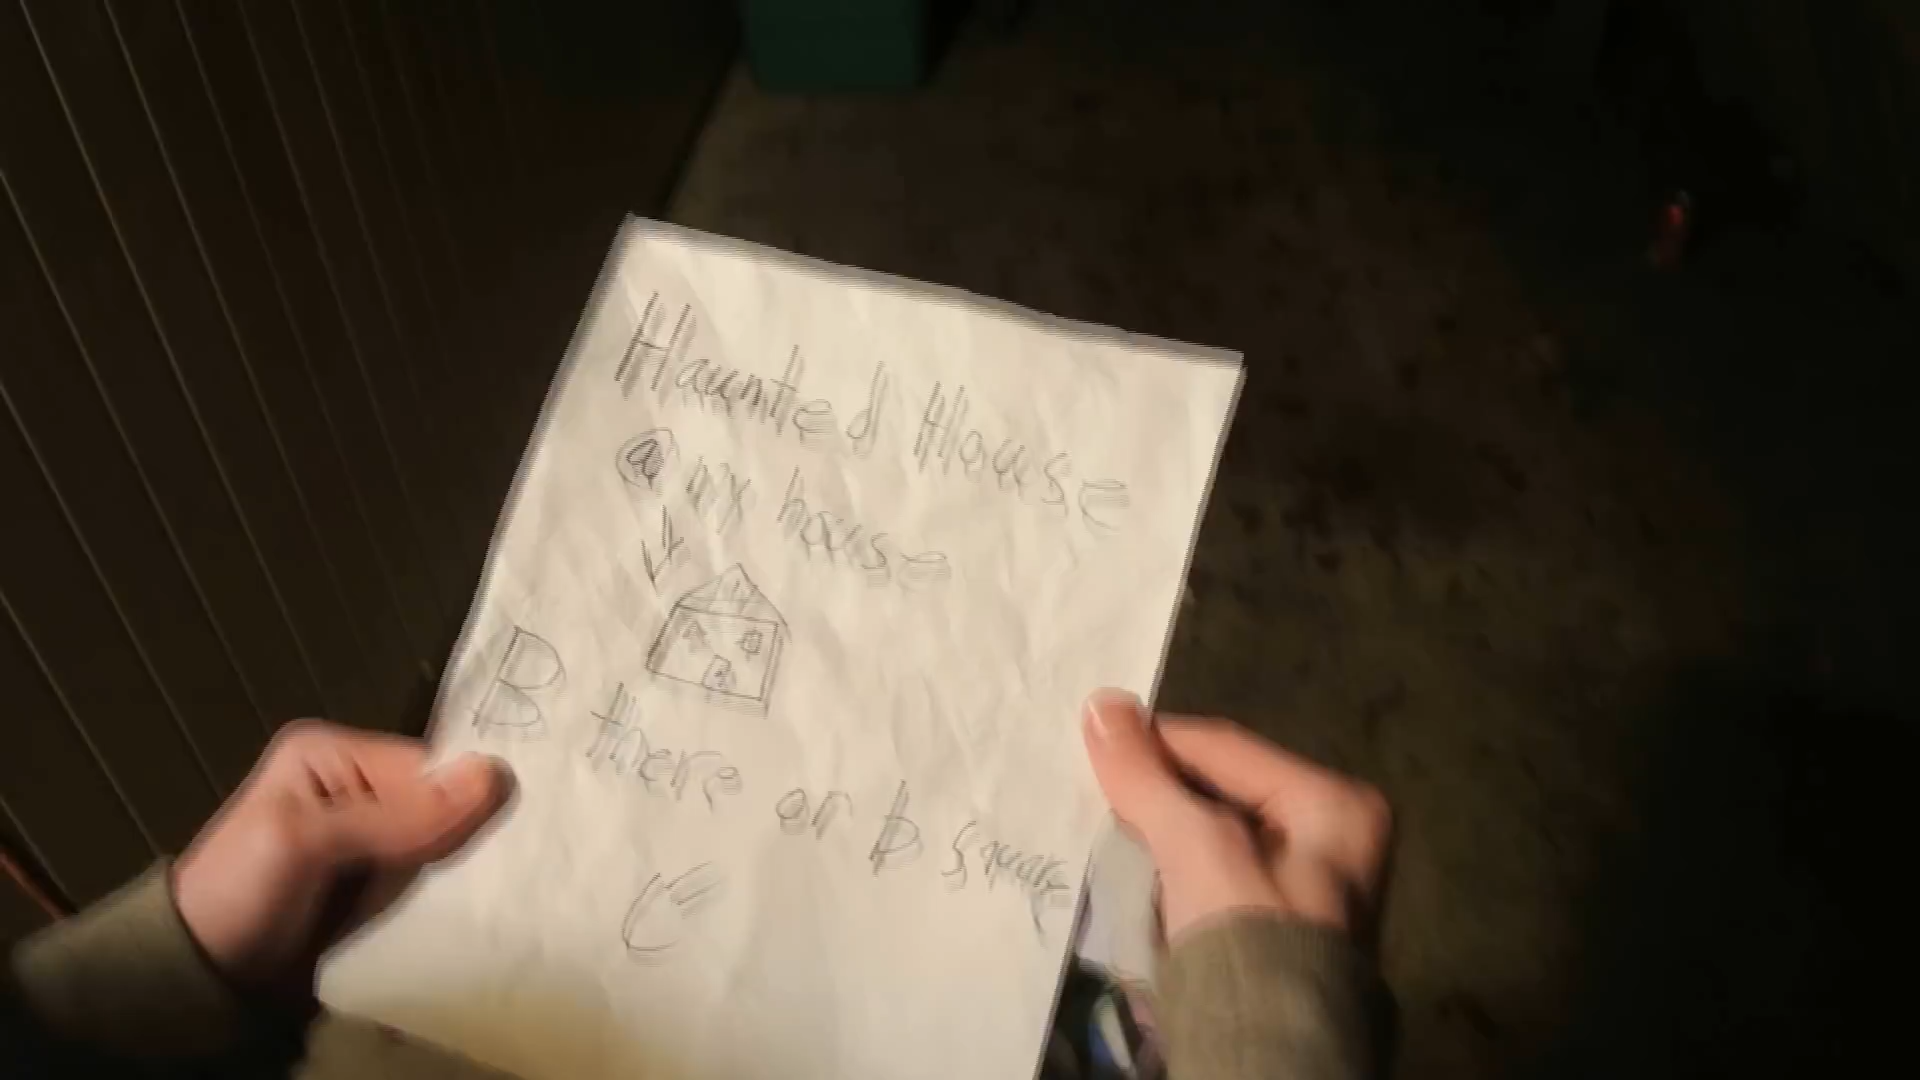 Haunted House
@ my house
B there or b square
C